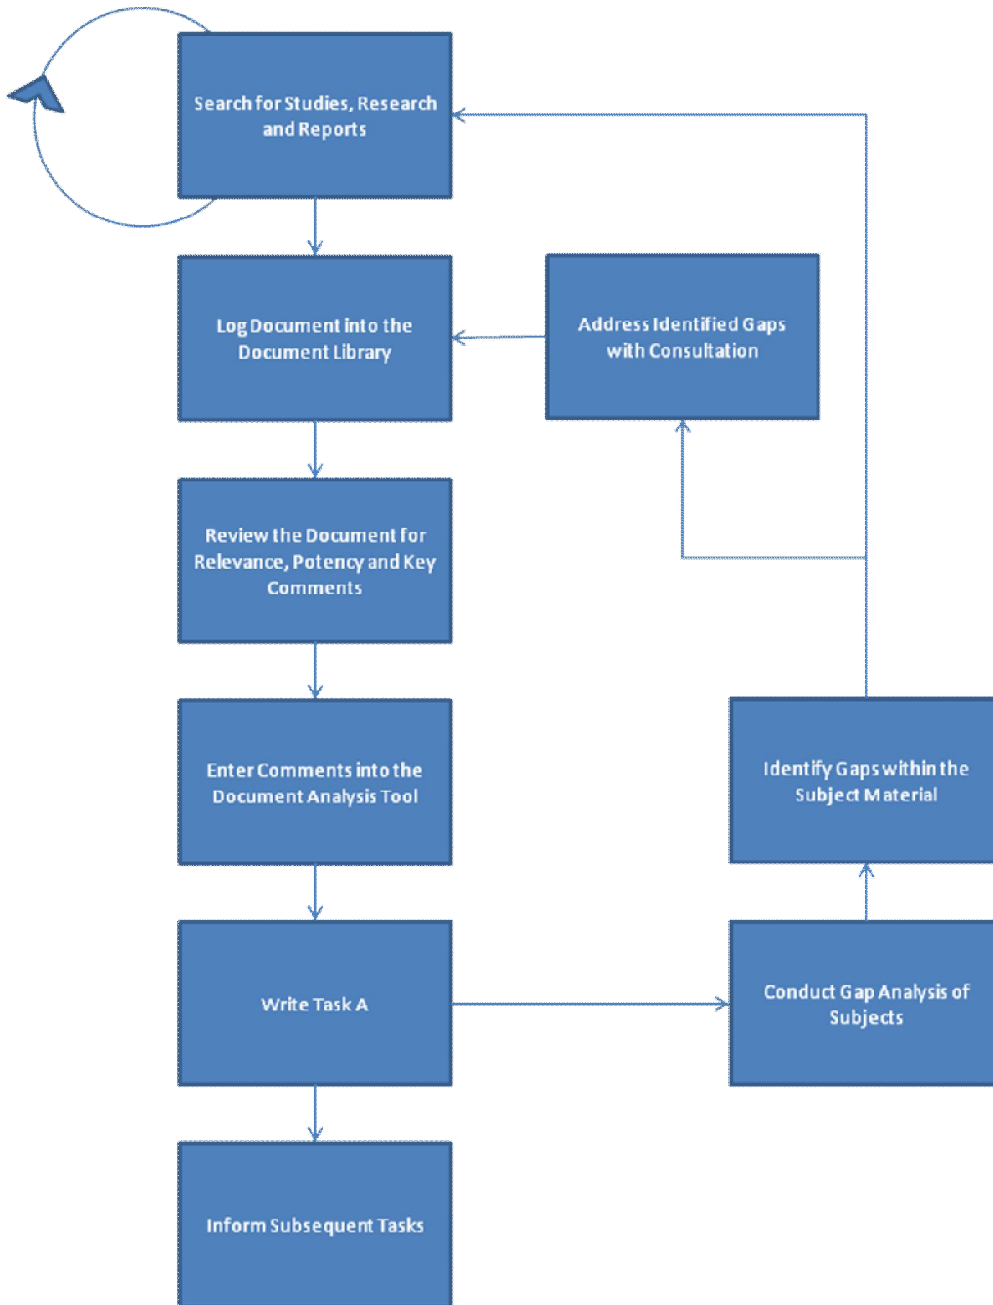 Search for Studies, Research
and Reports
Log Document into the
Document Library
Address Identified Gaps
with Consultation
Review the Document for
Relevance, Potency and Key
Comments
Enter Comments into the
Document Analysis Tool
Identify Gaps within the
Subject Material
Write Task A
Conduct Gap Analysis of
Subjects
Inform Subsequent Tasks